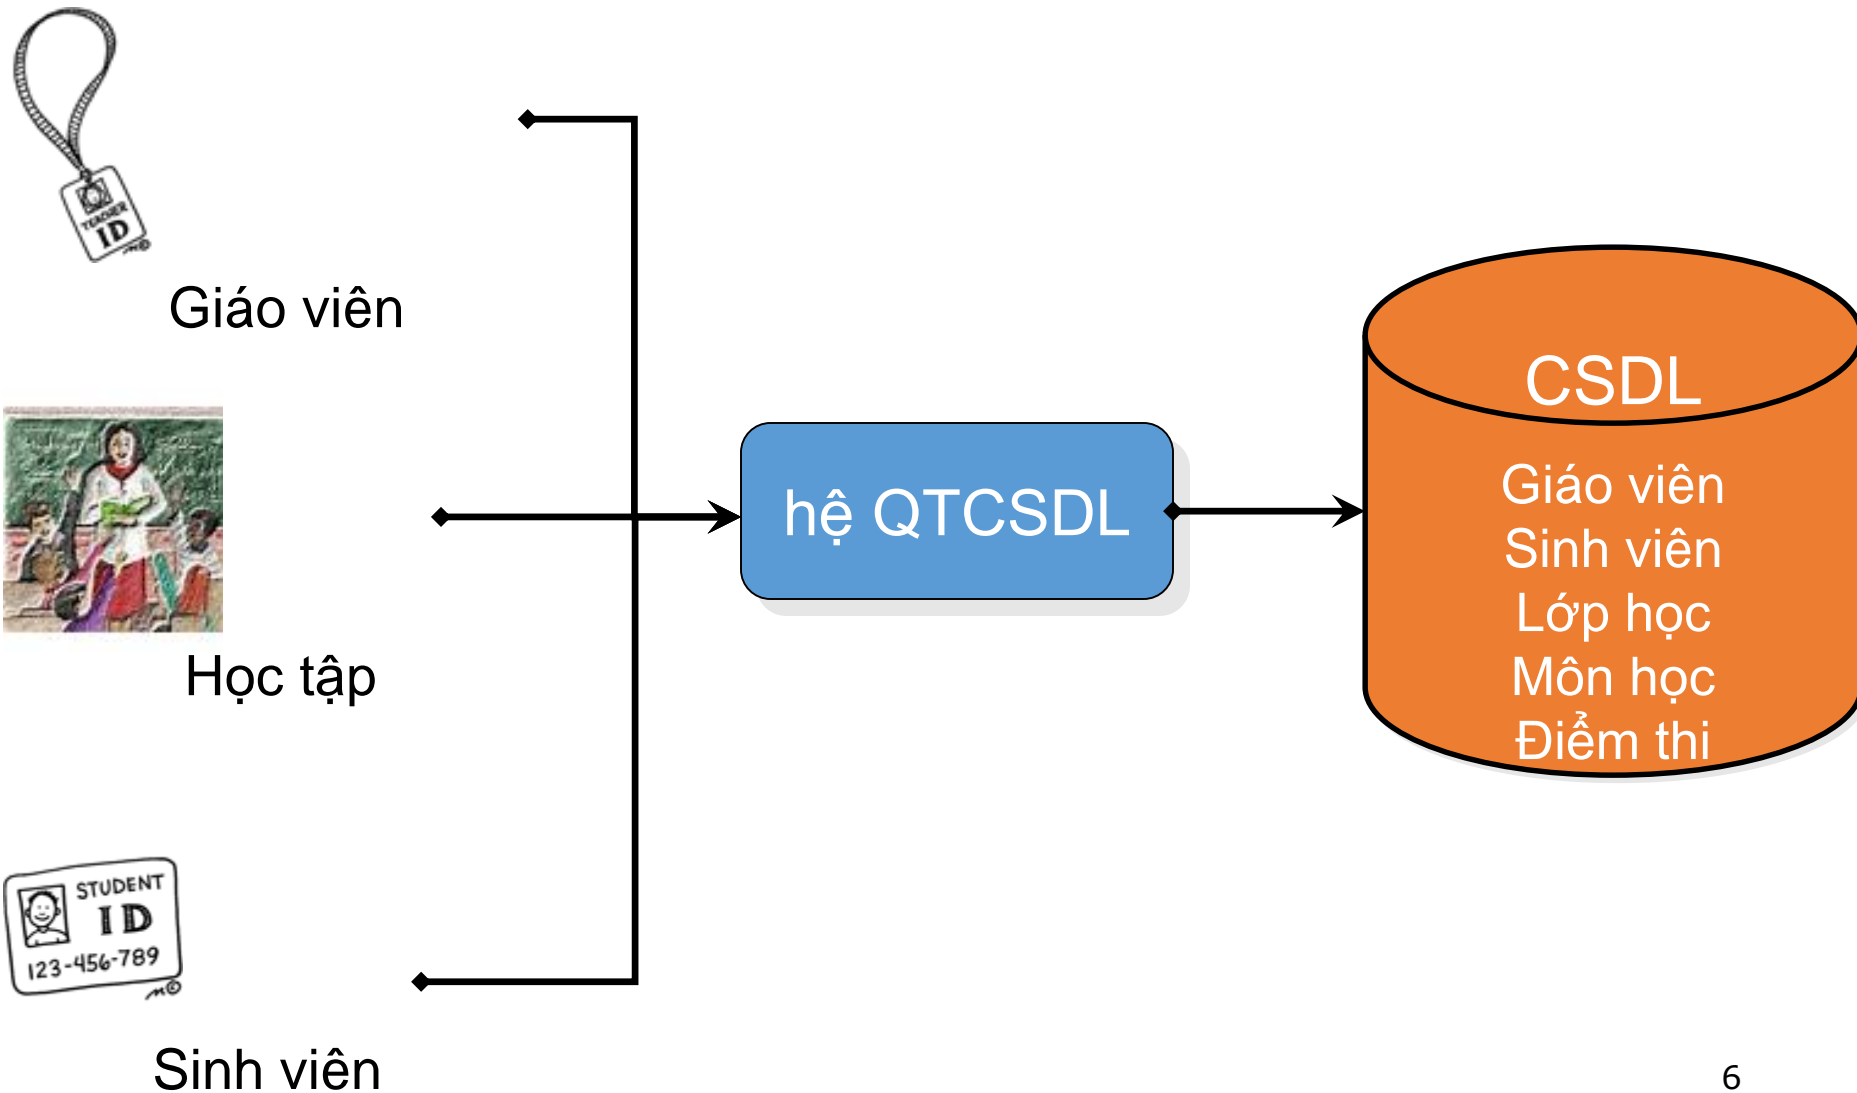 TEACHER
ID
Giáo viên
Học tập
STUDENT
ID
123-456-789
Sinh viên
hệ QTCSDL
CSDL
Giáo viên
Sinh viên
Lớp học
Môn học
Điểm thi
6